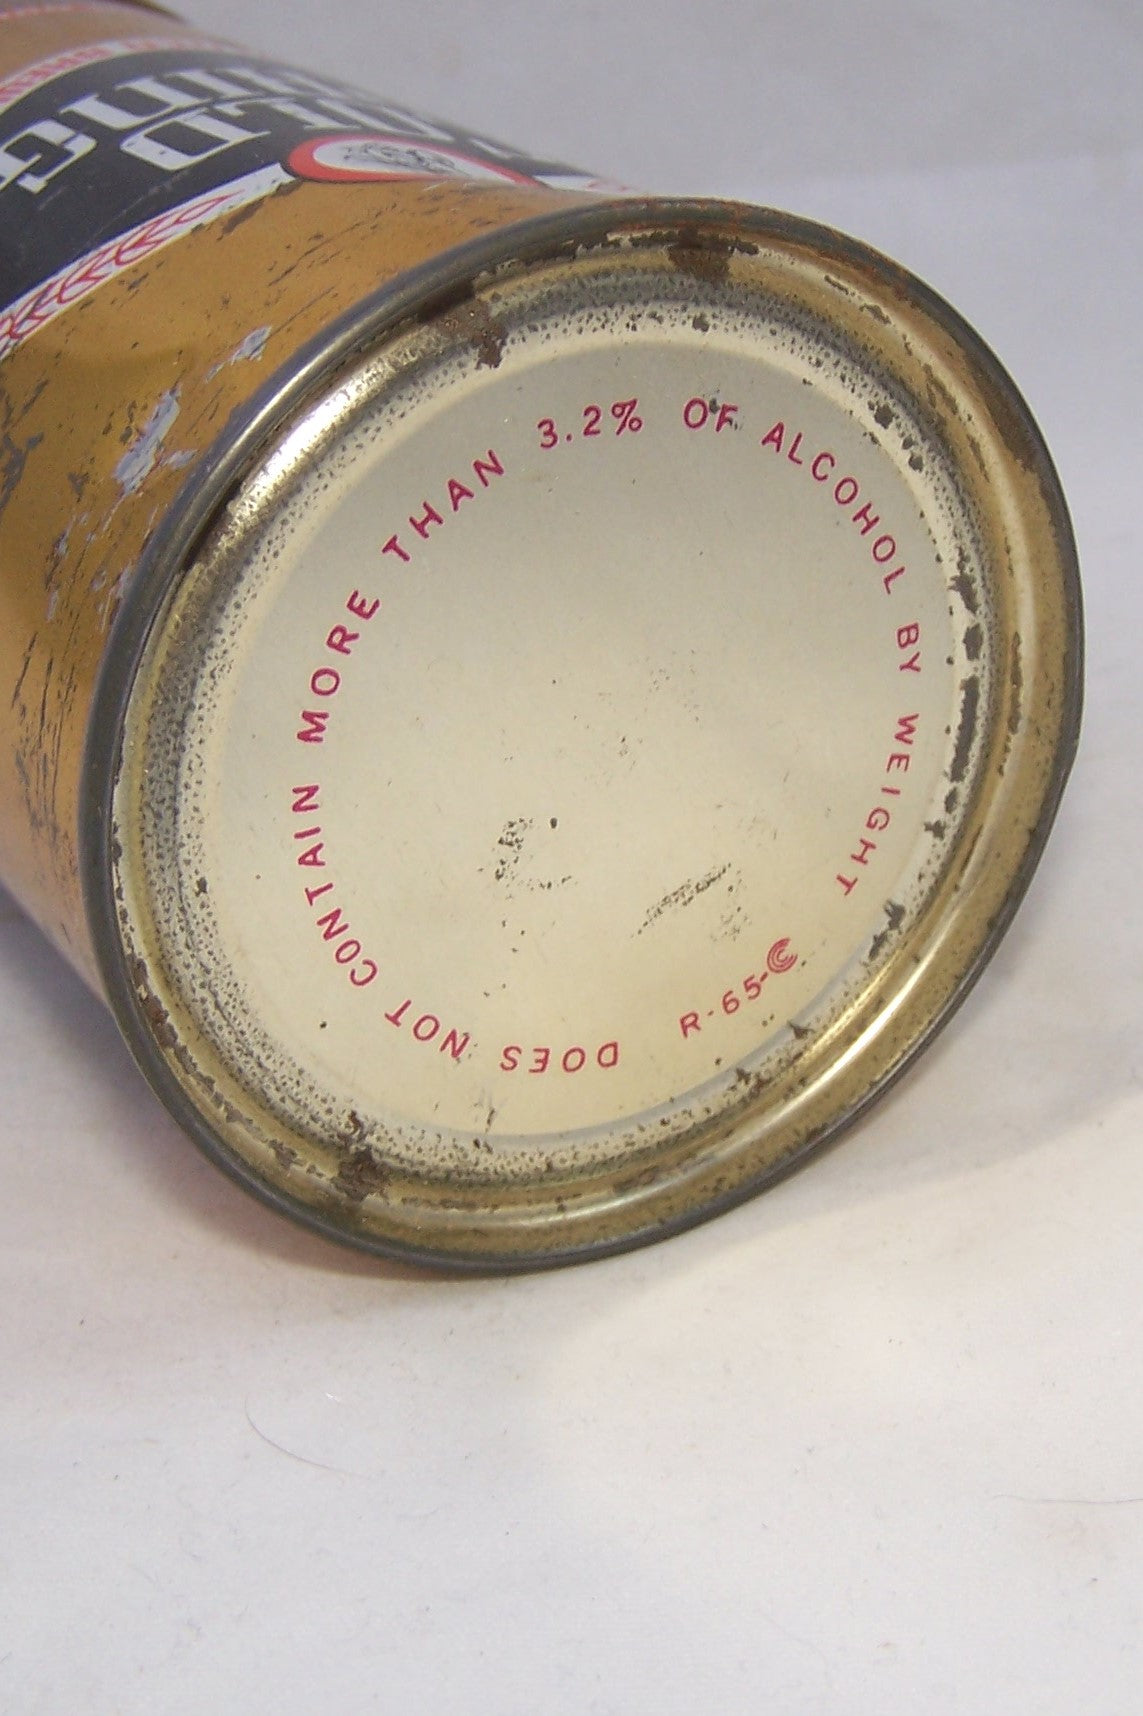 DOES NOT CONTAIN MORE THAN 3.2% OF ALCOHOL BY WEIGHT
R-65-C